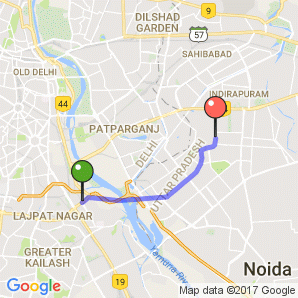 DILSHAD
GARDEN
9
57
SAHIBABAD
OLD DELHI
INDIRAPURAM
44
PATPARGANJ
DELHI
UTTAR PRADESH
LAJPAT NAGAR
GREATER
KAILASH
Yamuna River
19
Noida
Google
Map data ©2017 Google